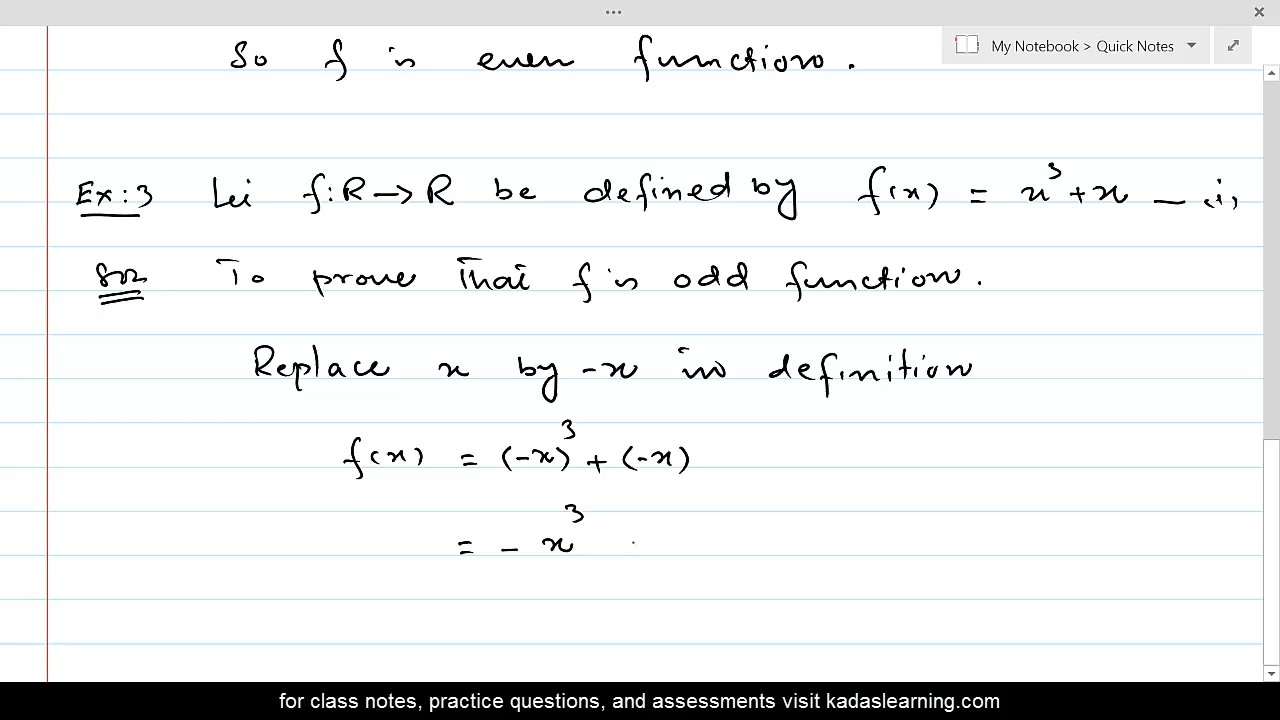 So f is even function.
My Notebook > Quick Notes
Ex:3 Let f:R→R be defined by f(x) = x³+x — (i)
Sol To prove that f is odd function.
Replace x by -x in definition
f(x) = (-x)³ + (-x)
= - x³
for class notes, practice questions, and assessments visit kadaslearning.com